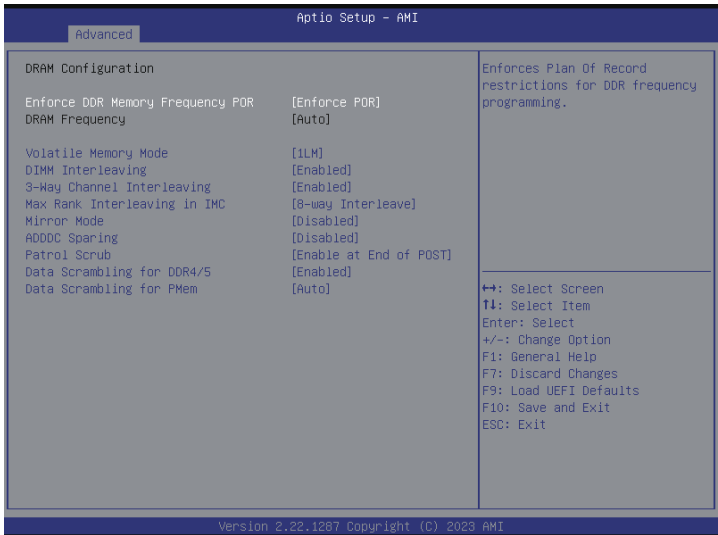 Aptio Setup – AMI
Advanced
DRAM Configuration
Enforce DDR Memory Frequency POR [Enforce POR]
DRAM Frequency [Auto]
Volatile Memory Mode [1LM]
DIMM Interleaving [Enabled]
3-Way Channel Interleaving [Enabled]
Max Rank Interleaving in IMC [8-way Interleave]
Mirror Mode [Disabled]
ADDDC Sparing [Disabled]
Patrol Scrub [Enable at End of POST]
Data Scrambling for DDR4/5 [Enabled]
Data Scrambling for PMem [Auto]
Enforces Plan Of Record
restrictions for DDR frequency
programming.
↔: Select Screen
↑↓: Select Item
Enter: Select
+/-: Change Option
F1: General Help
F7: Discard Changes
F9: Load UEFI Defaults
F10: Save and Exit
ESC: Exit
Version 2.22.1287 Copyright (C) 2023 AMI